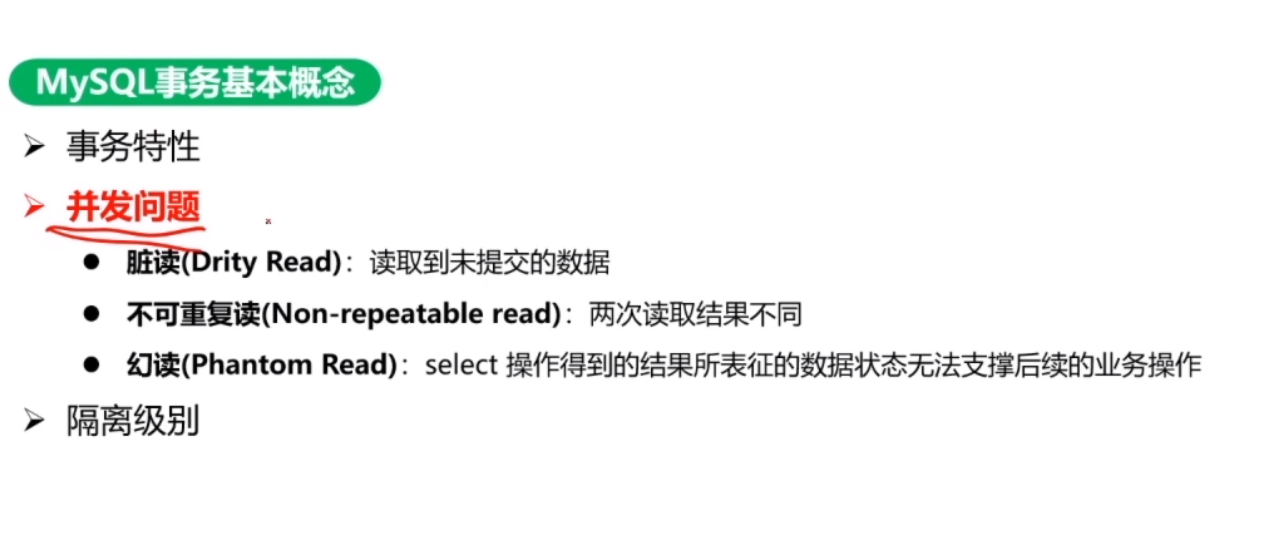 MySQL事务基本概念
事务特性
并发问题
脏读(Drity Read)：读取到未提交的数据
不可重复读(Non-repeatable read)：两次读取结果不同
幻读(Phantom Read)：select 操作得到的结果所表征的数据状态无法支撑后续的业务操作
隔离级别